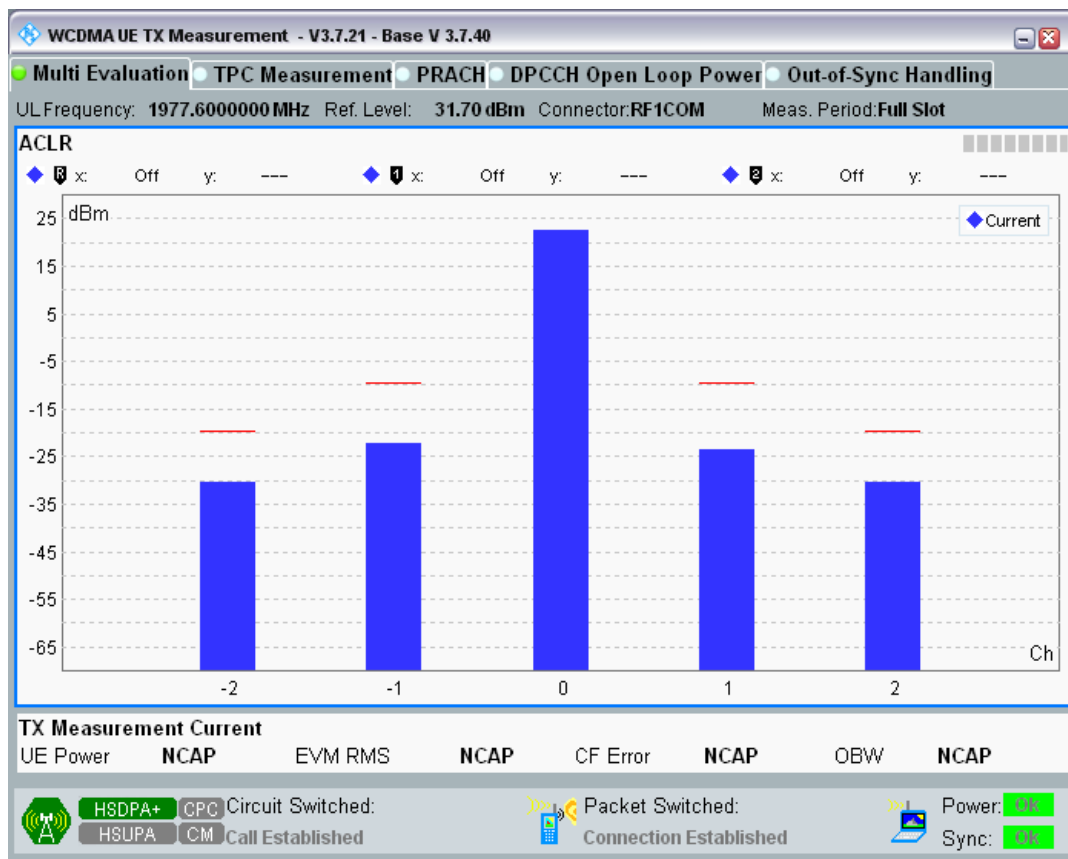 WCDMA UE TX Measurement - V3.7.21 - Base V 3.7.40
Multi Evaluation TPC Measurement PRACH DPCCH Open Loop Power Out-of-Sync Handling
UL Frequency: 1977.6000000 MHz Ref. Level: 31.70 dBm Connector:RF1COM Meas. Period:Full Slot
ACLR
R x: Off y: --- 1 x: Off y: --- 2 x: Off y: ---
dBm
Current
25
15
5
-5
-15
-25
-35
-45
-55
-65
Ch
-2 -1 0 1 2
TX Measurement Current
UE Power NCAP EVM RMS NCAP CF Error NCAP OBW NCAP
HSDPA+ CPC Circuit Switched: Packet Switched: Power: OK
HSUPA CM Call Established Connection Established Sync: OK